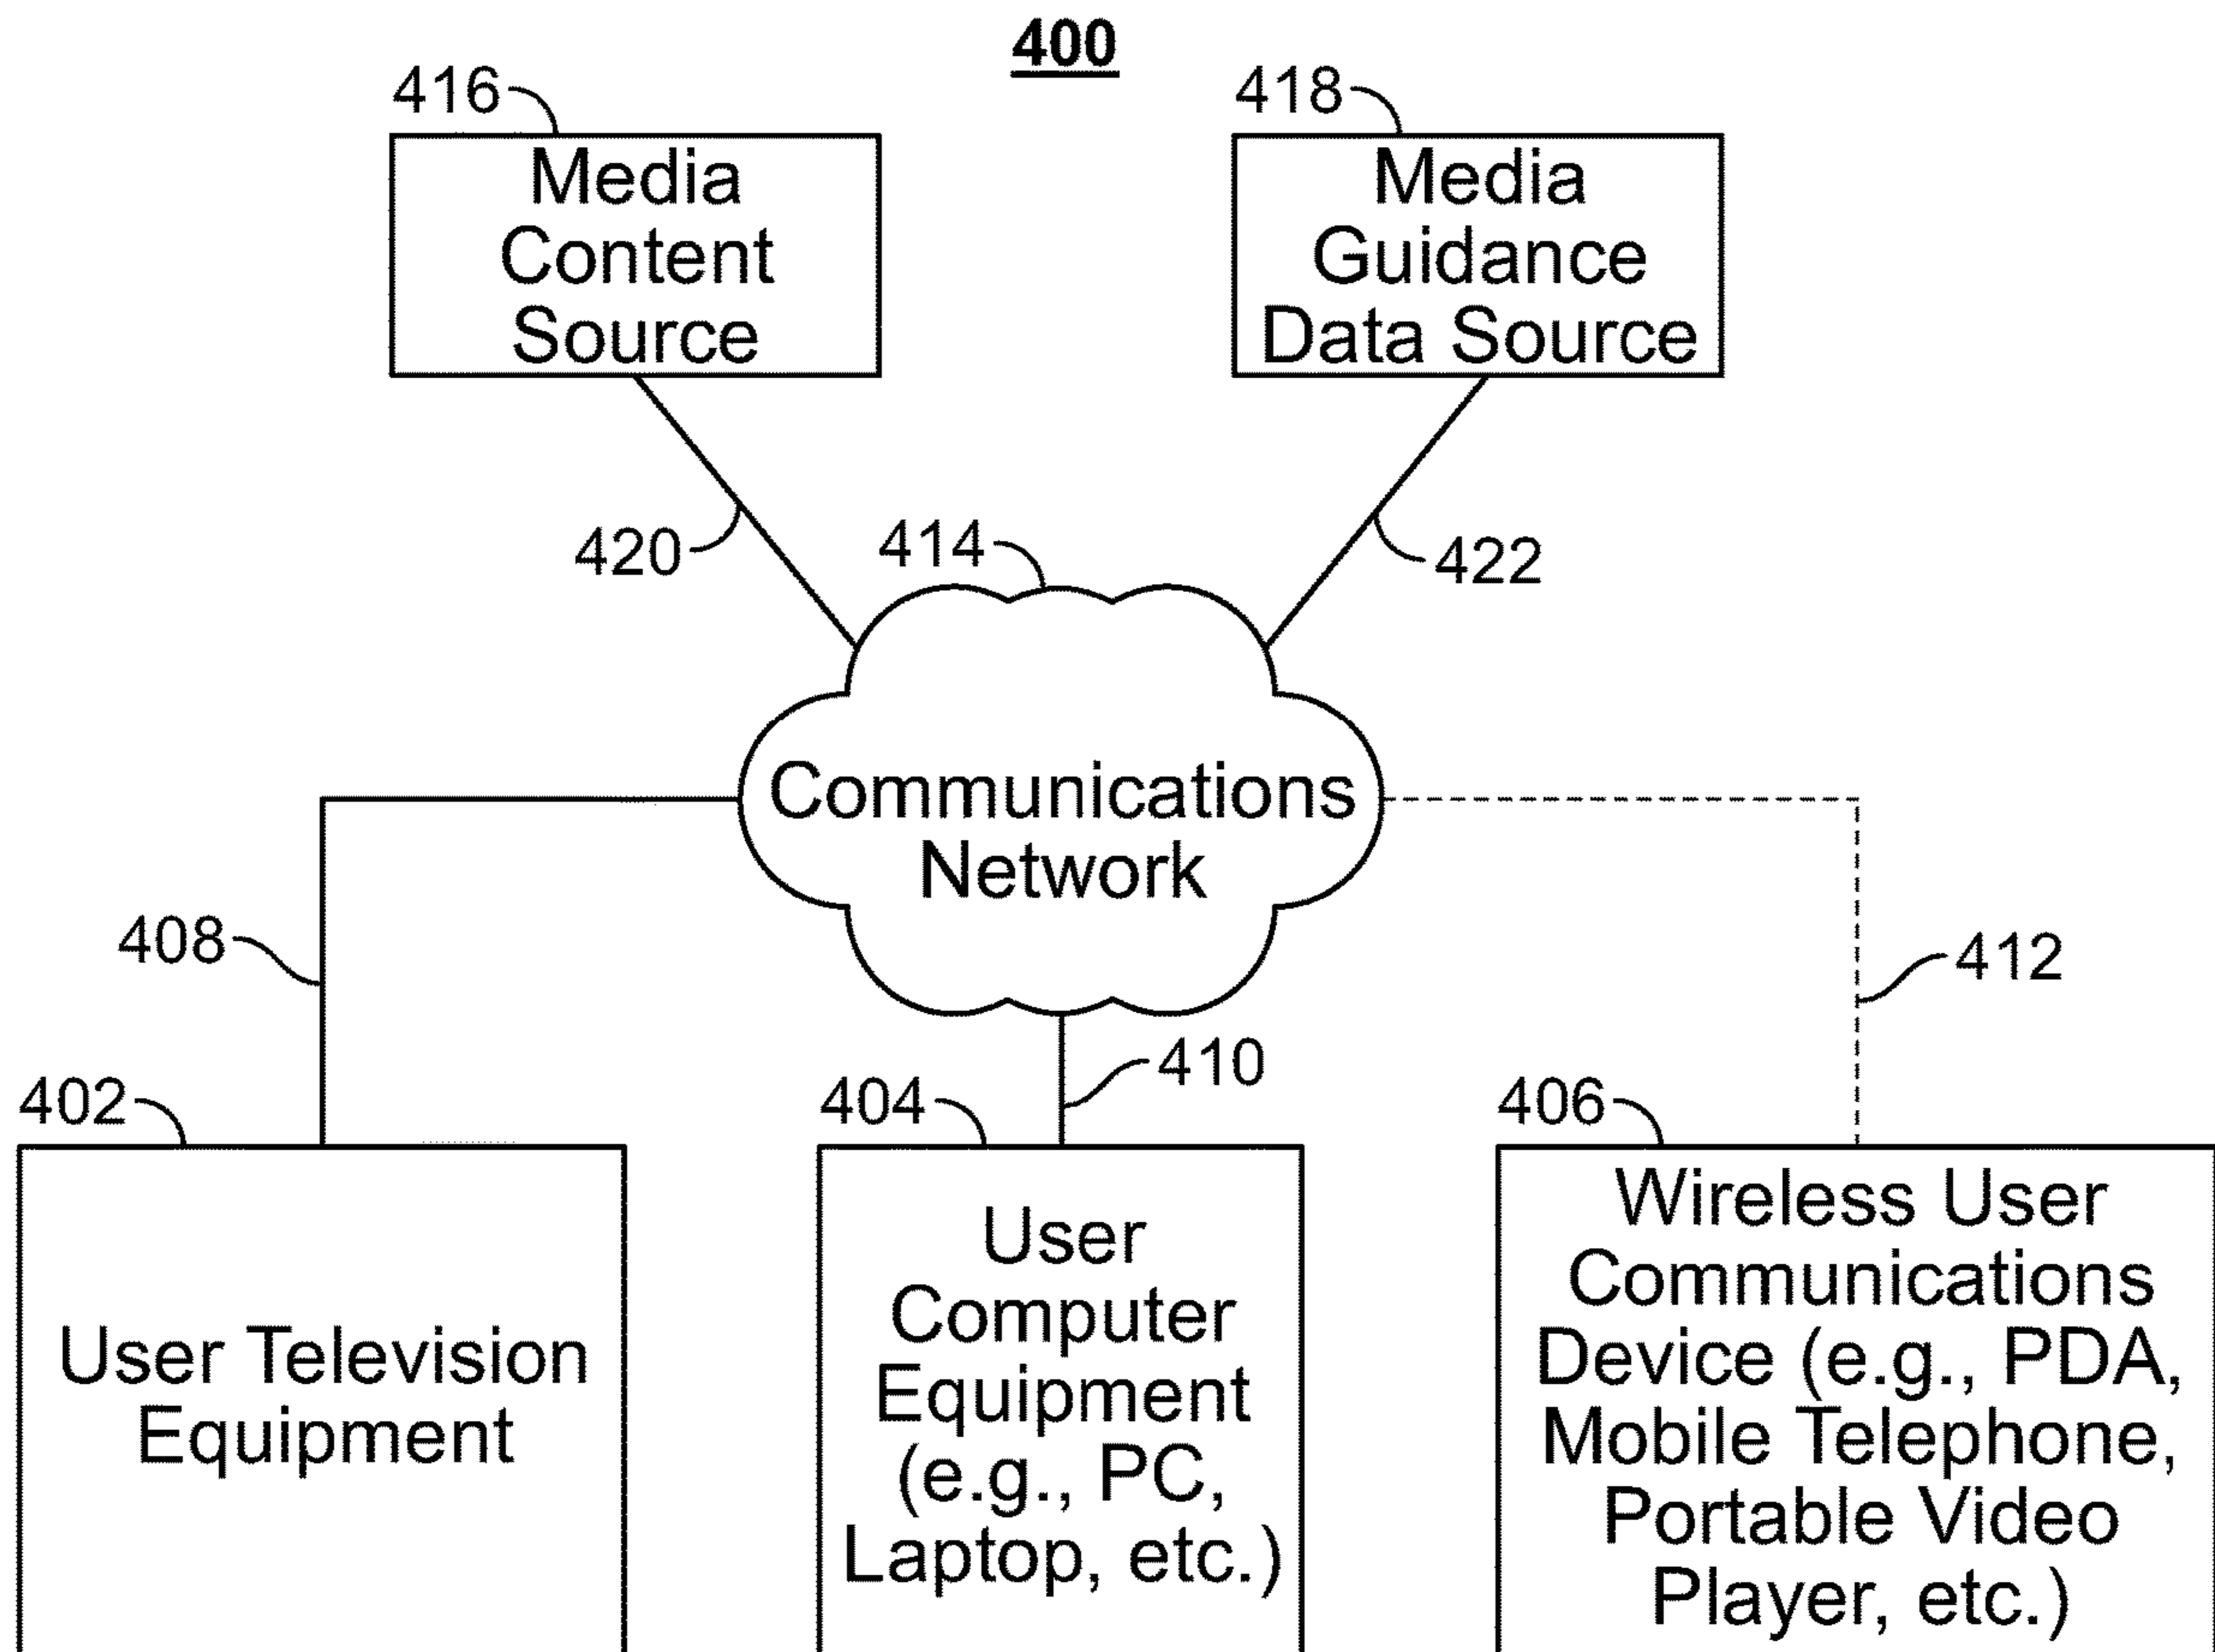 400
416
418
Media
Content
Source
Media
Guidance
Data Source
420
414
422
Communications
Network
408
412
410
402
404
406
User Television
Equipment
User
Computer
Equipment
(e.g., PC,
Laptop, etc.)
Wireless User
Communications
Device (e.g., PDA,
Mobile Telephone,
Portable Video
Player, etc.)